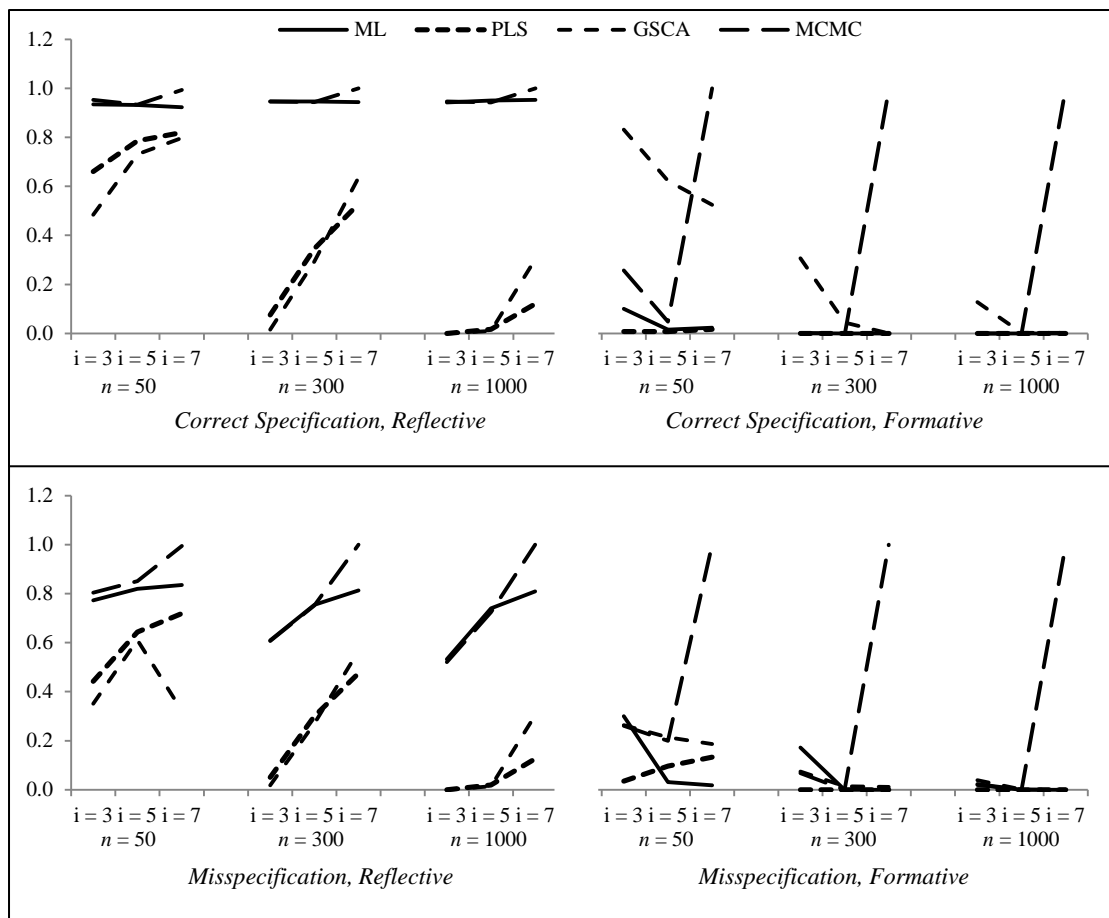 ML PLS GSCA MCMC
1.2
1.0
0.8
0.6
0.4
0.2
0.0
i = 3 i = 5 i = 7 i = 3 i = 5 i = 7 i = 3 i = 5 i = 7 i = 3 i = 5 i = 7 i = 3 i = 5 i = 7 i = 3 i = 5 i = 7
n = 50 n = 300 n = 1000 n = 50 n = 300 n = 1000
Correct Specification, Reflective Correct Specification, Formative
1.2
1.0
0.8
0.6
0.4
0.2
0.0
i = 3 i = 5 i = 7 i = 3 i = 5 i = 7 i = 3 i = 5 i = 7 i = 3 i = 5 i = 7 i = 3 i = 5 i = 7 i = 3 i = 5 i = 7
n = 50 n = 300 n = 1000 n = 50 n = 300 n = 1000
Misspecification, Reflective Misspecification, Formative